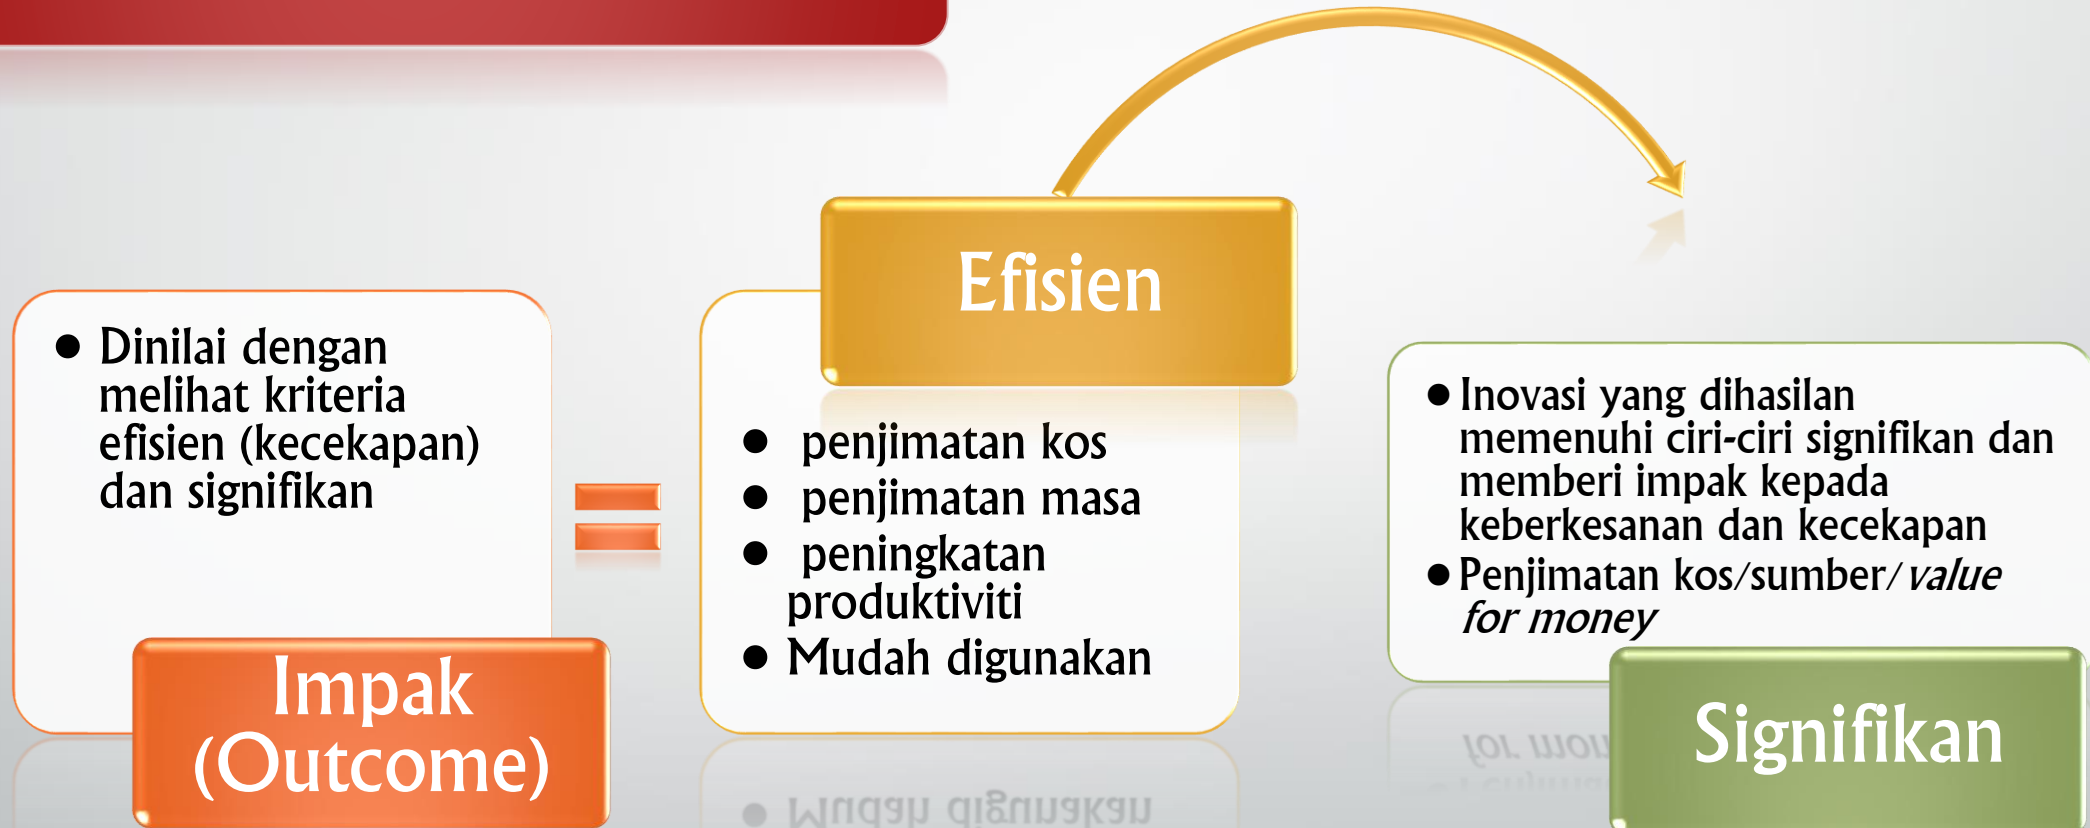 Dinilai dengan
melihat kriteria
efisien (kecekapan)
dan signifikan
Impak
(Outcome)
Efisien
penjimatan kos
penjimatan masa
peningkatan
produktiviti
Mudah digunakan
Inovasi yang dihasilan
memenuhi ciri-ciri signifikan dan
memberi impak kepada
keberkesanan dan kecekapan
Penjimatan kos/sumber/value
for money
Signifikan